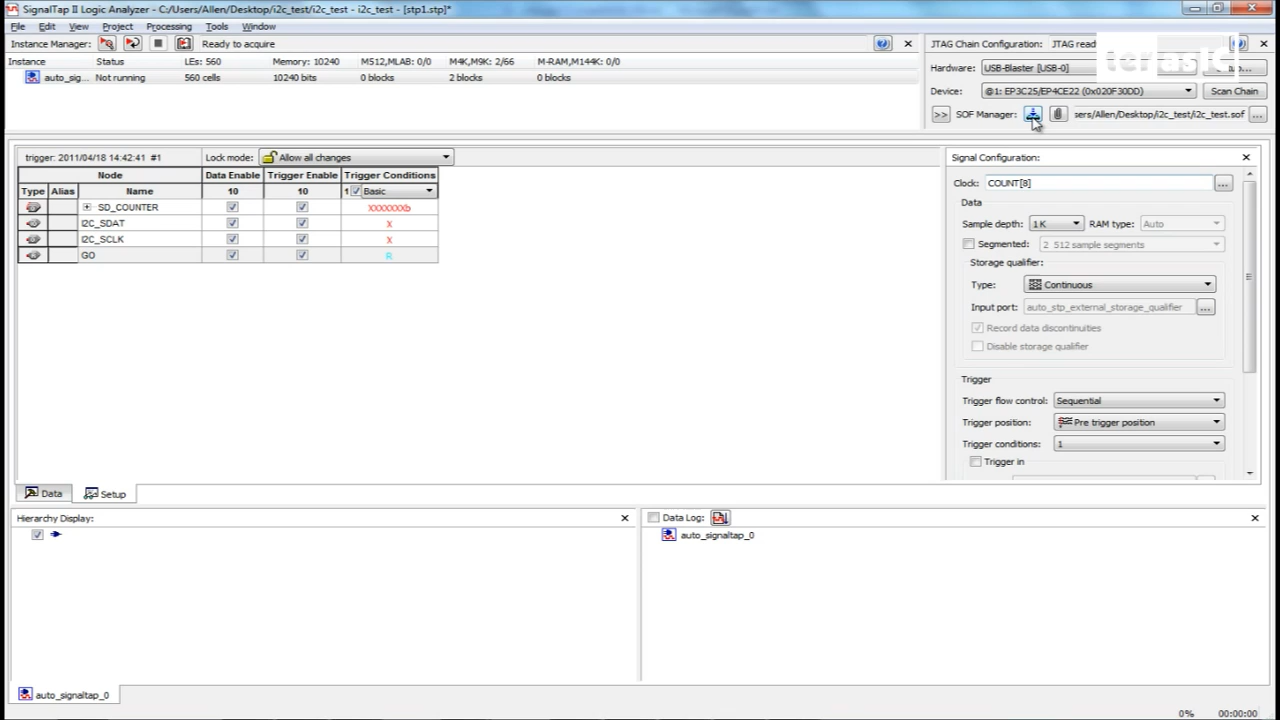 SignalTap II Logic Analyzer - C:/Users/Allen/Desktop/i2c_test/i2c_test - i2c_test - [stp1.stp]*
File Edit View Project Processing Tools Window
Instance Manager: Ready to acquire
Instance Status LEs: 560 Memory: 10240 M512,MLAB: 0/0 M4K,M9K: 2/66 M-RAM,M144K: 0/0
auto_sig... Not running 560 cells 10240 bits 0 blocks 2 blocks 0 blocks
JTAG Chain Configuration: JTAG ready
terasIC
Hardware: USB-Blaster [USB-0]
Device: @1: EP3C25/EP4CE22 (0x020F30DD) Scan Chain
>> SOF Manager: sers/Allen/Desktop/i2c_test/i2c_test.sof ...
trigger: 2011/04/18 14:42:41 #1 Lock mode: Allow all changes
Node Data Enable Trigger Enable Trigger Conditions
Type Alias Name 10 10 1 Basic
SD_COUNTER XXXXXXXb
I2C_SDAT X
I2C_SCLK X
GO R
Data Setup
Signal Configuration:
Clock: COUNT[8] ...
Data
Sample depth: 1 K RAM type: Auto
Segmented: 2 512 sample segments
Storage qualifier:
Type: Continuous
Input port: auto_stp_external_storage_qualifier ...
Record data discontinuities
Disable storage qualifier
Trigger
Trigger flow control: Sequential
Trigger position: Pre trigger position
Trigger conditions: 1
Trigger in
Hierarchy Display:
Data Log:
auto_signaltap_0
auto_signaltap_0
0% 00:00:00